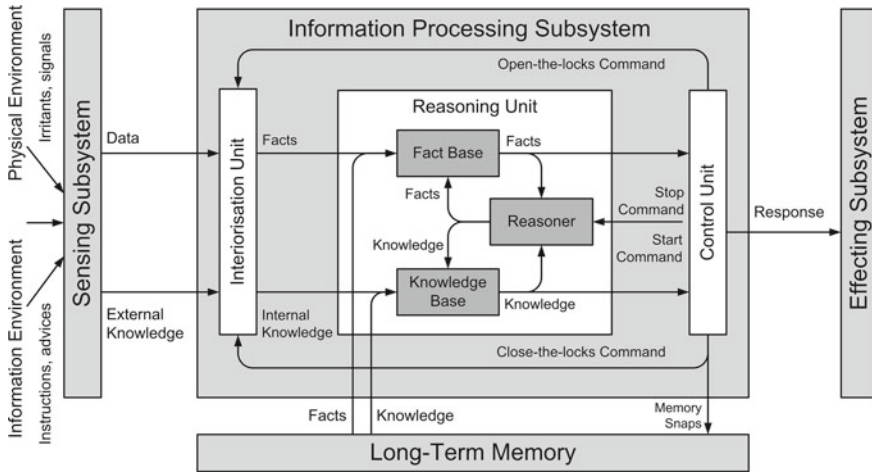 Physical Environment
Irritants, signals
Information Environment
Instructions, advices
Sensing Subsystem
Data
External
Knowledge
Information Processing Subsystem
Open-the-locks Command
Interiorisation Unit
Facts
Internal
Knowledge
Reasoning Unit
Fact Base
Facts
Facts
Reasoner
Knowledge
Knowledge
Base
Knowledge
Stop
Command
Start
Command
Control Unit
Close-the-locks Command
Response
Effecting Subsystem
Facts
Knowledge
Memory
Snaps
Long-Term Memory